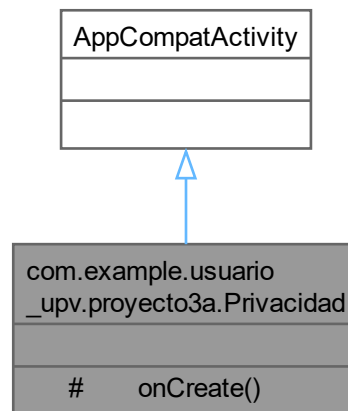 AppCompatActivity
com.example.usuario
_upv.proyecto3a.Privacidad
# onCreate()